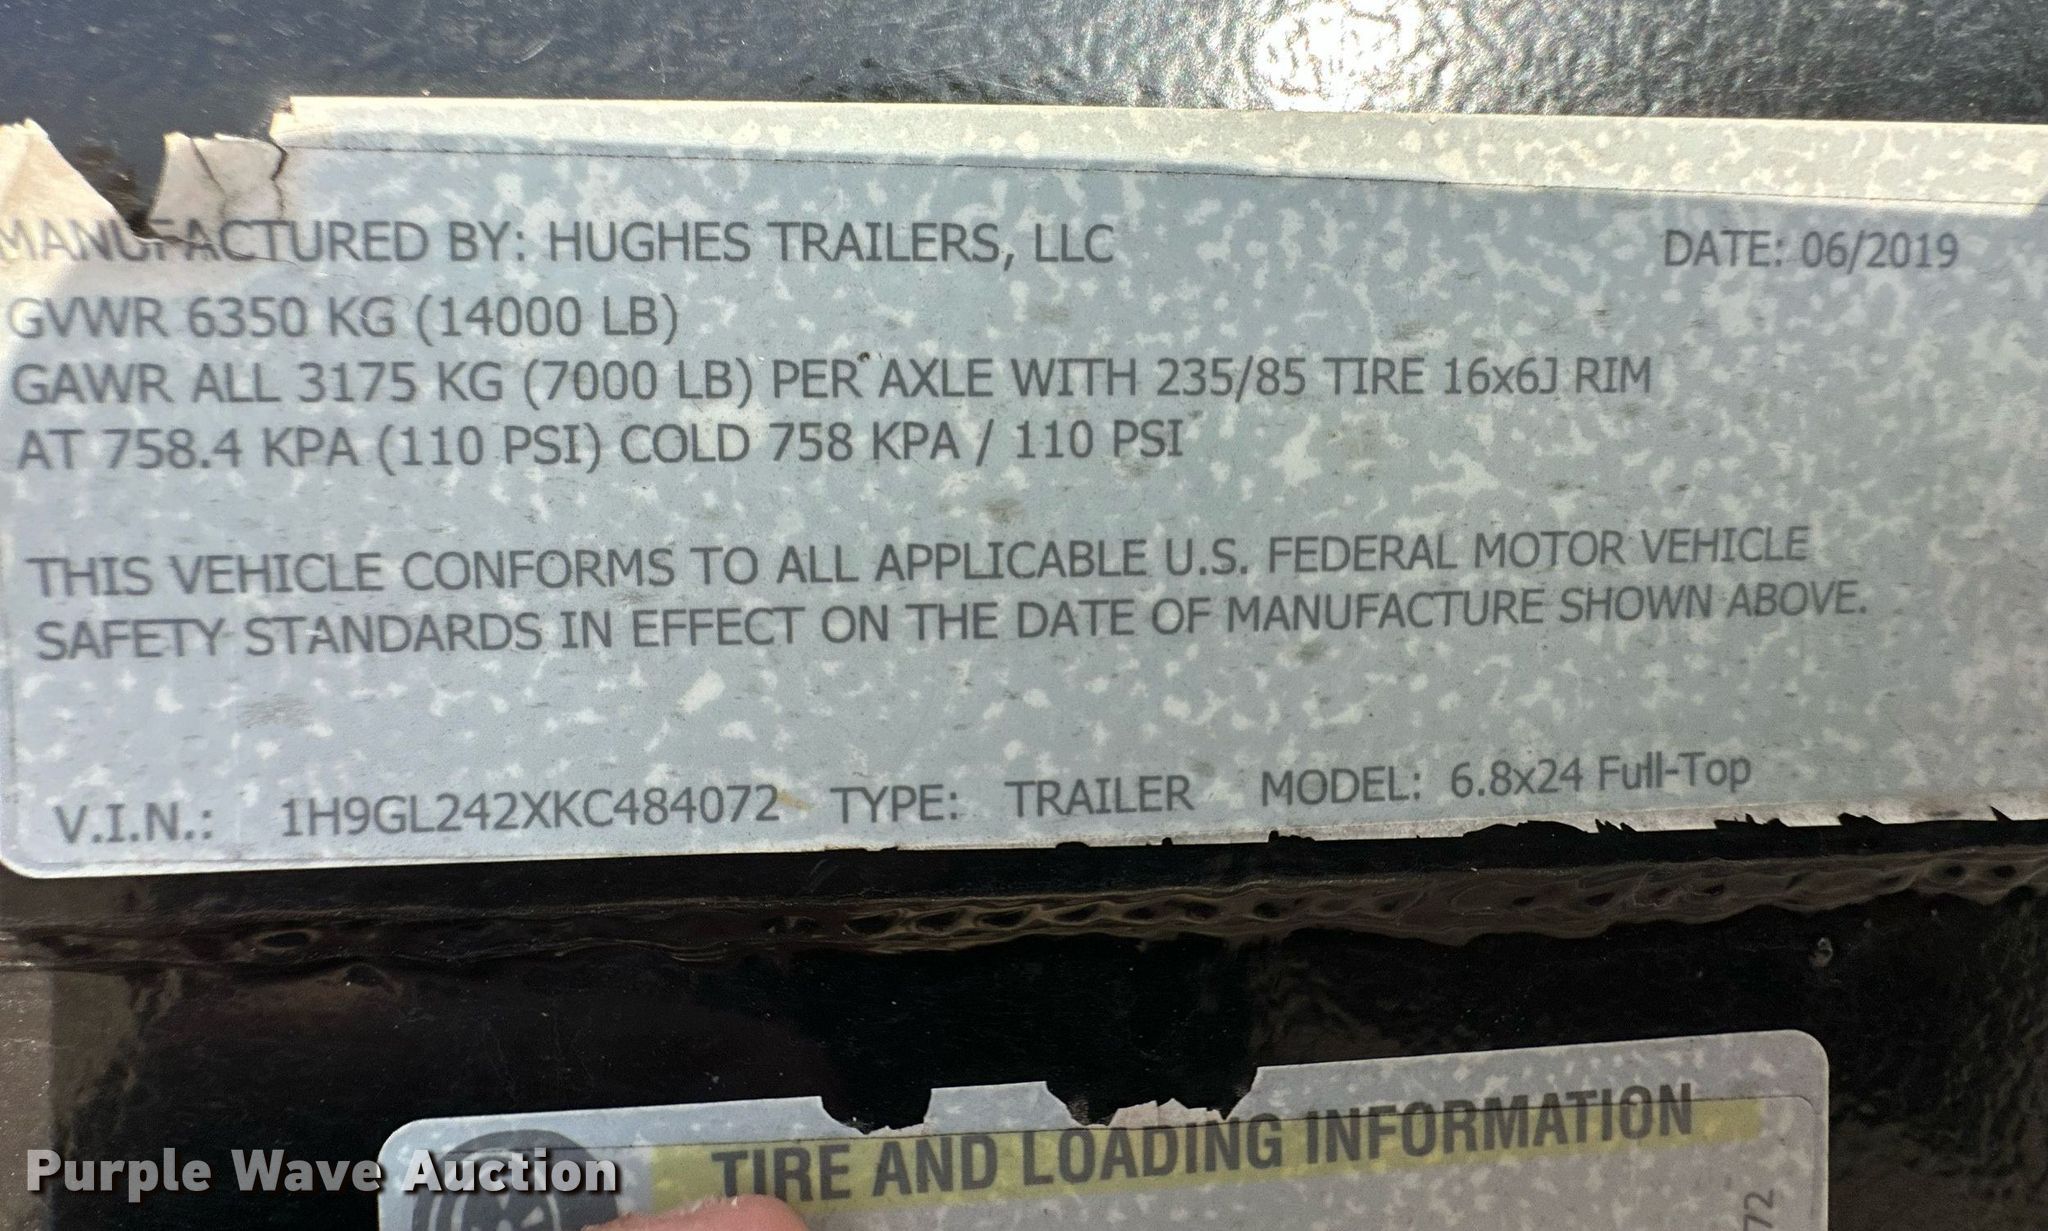 MANUFACTURED BY: HUGHES TRAILERS, LLC DATE: 06/2019
GVWR 6350 KG (14000 LB)
GAWR ALL 3175 KG (7000 LB) PER AXLE WITH 235/85 TIRE 16x6J RIM
AT 758.4 KPA (110 PSI) COLD 758 KPA / 110 PSI
THIS VEHICLE CONFORMS TO ALL APPLICABLE U.S. FEDERAL MOTOR VEHICLE
SAFETY STANDARDS IN EFFECT ON THE DATE OF MANUFACTURE SHOWN ABOVE.
V.I.N.: 1H9GL242XKC484072 TYPE: TRAILER MODEL: 6.8x24 Full-Top
TIRE AND LOADING INFORMATION
72
Purple Wave Auction